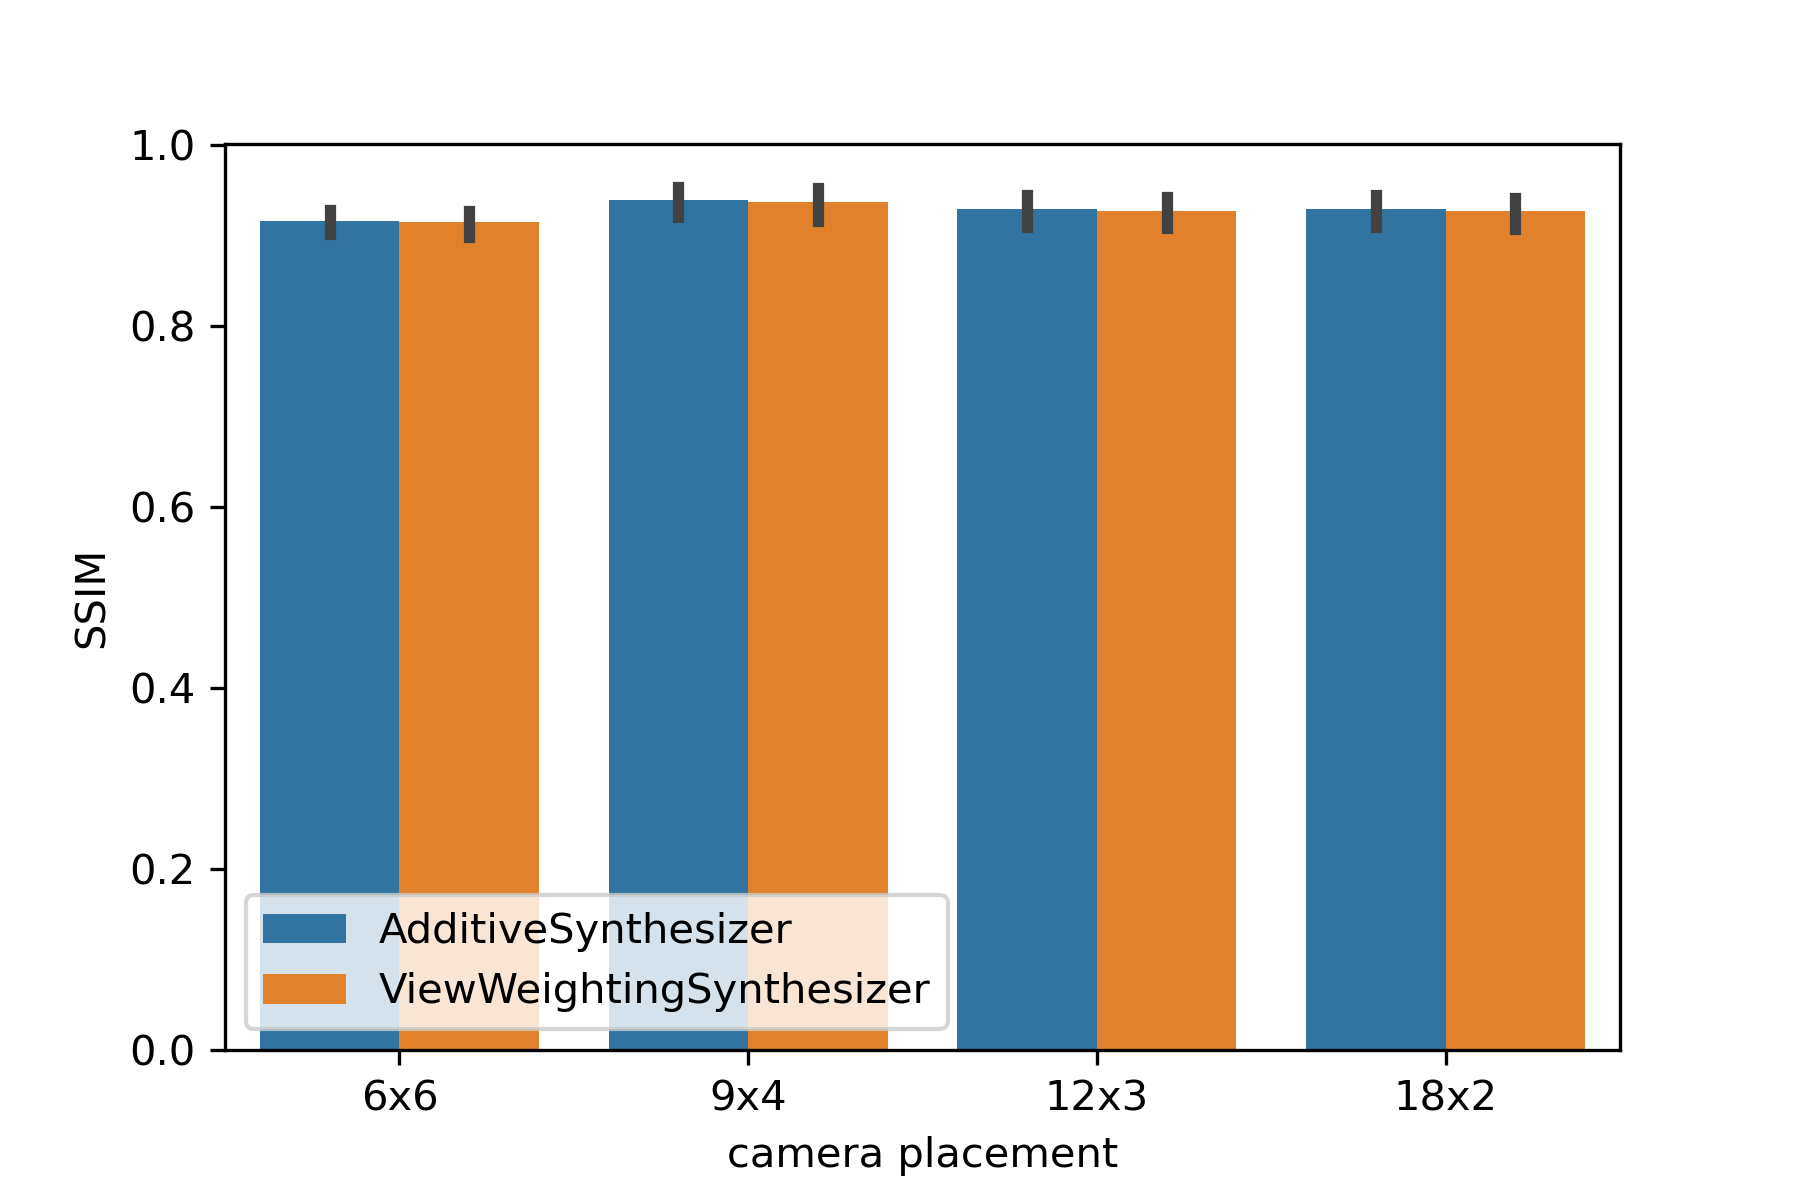 1.0
0.8
0.6
0.4
0.2
0.0
SSIM
AdditiveSynthesizer
ViewWeightingSynthesizer
6x6 9x4 12x3 18x2
camera placement